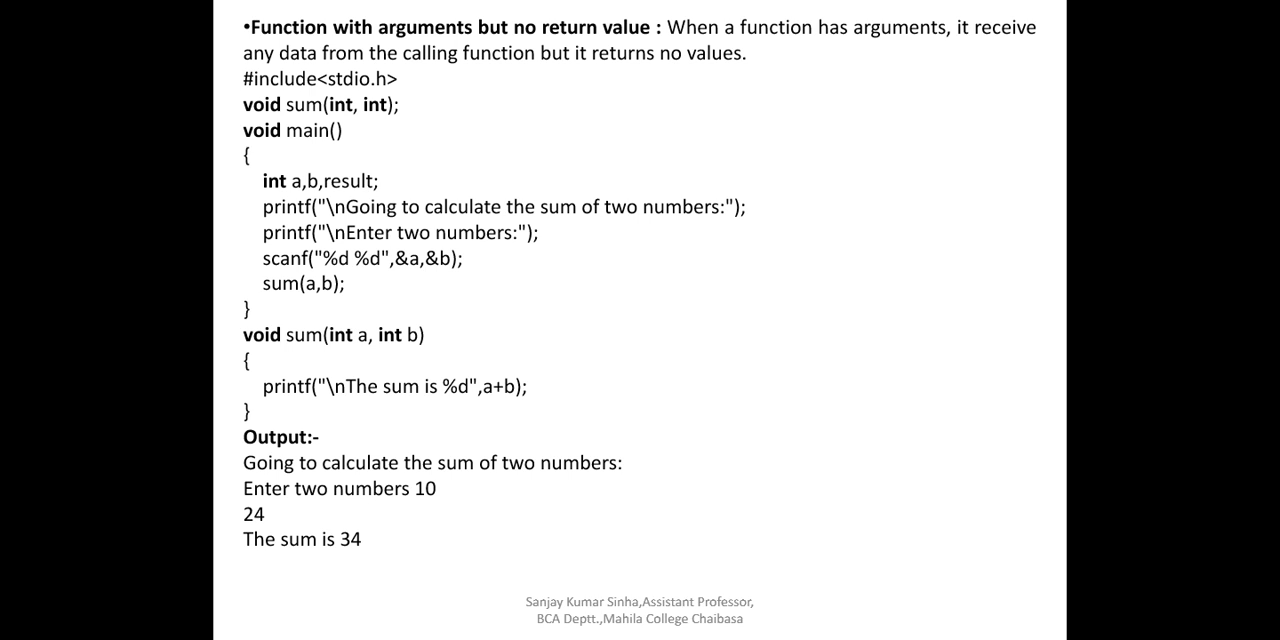 •Function with arguments but no return value : When a function has arguments, it receive
any data from the calling function but it returns no values.
#include<stdio.h>
void sum(int, int);
void main()
{
int a,b,result;
printf("\nGoing to calculate the sum of two numbers:");
printf("\nEnter two numbers:");
scanf("%d %d",&a,&b);
sum(a,b);
}
void sum(int a, int b)
{
printf("\nThe sum is %d",a+b);
}
Output:-
Going to calculate the sum of two numbers:
Enter two numbers 10
24
The sum is 34
Sanjay Kumar Sinha,Assistant Professor,
BCA Deptt.,Mahila College Chaibasa